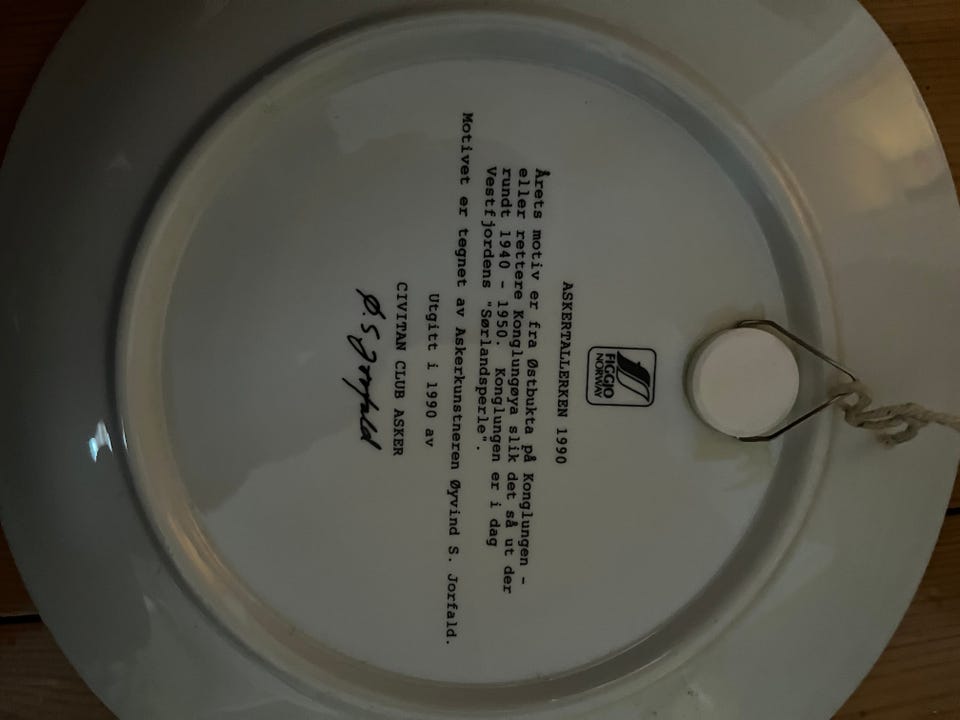 FIGGJO
NORWAY
ASKERTALLERKEN 1990
Årets motiv er fra Østbukta på Konglungen -
eller rettere Konglungøya slik det så ut der
rundt 1940 - 1950. Konglungen er i dag
Vestfjordens "Sørlandsperle".
Motivet er tegnet av Askerkunstneren Øyvind S. Jorfald.
Utgitt i 1990 av
CIVITAN CLUB ASKER
Ø.S Jorfald